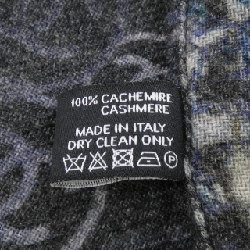 100% CACHEMIRE
CASHMERE
MADE IN ITALY
DRY CLEAN ONLY
P